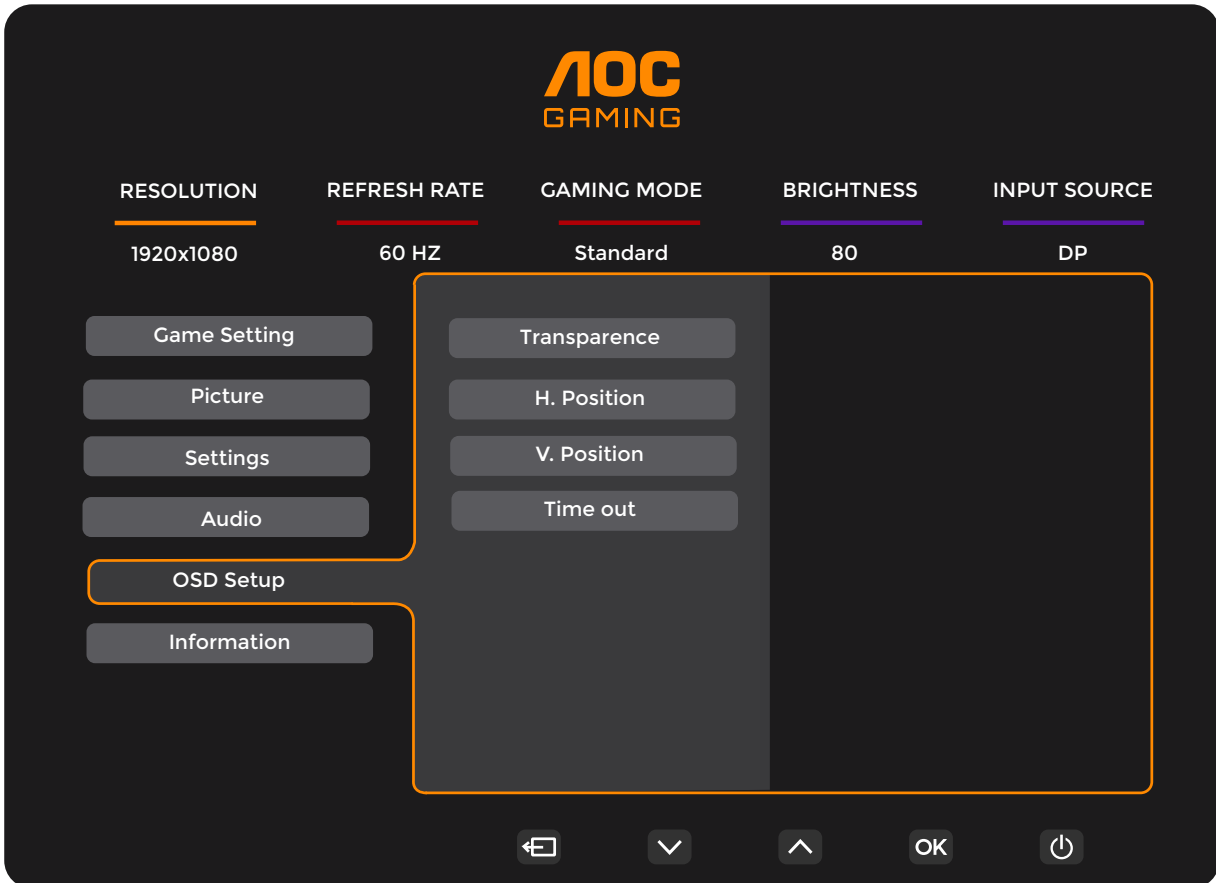 AOC
GAMING
RESOLUTION REFRESH RATE GAMING MODE BRIGHTNESS INPUT SOURCE
1920x1080 60 HZ Standard 80 DP
Game Setting
Transparence
Picture
H. Position
Settings
V. Position
Audio
Time out
OSD Setup
Information
OK